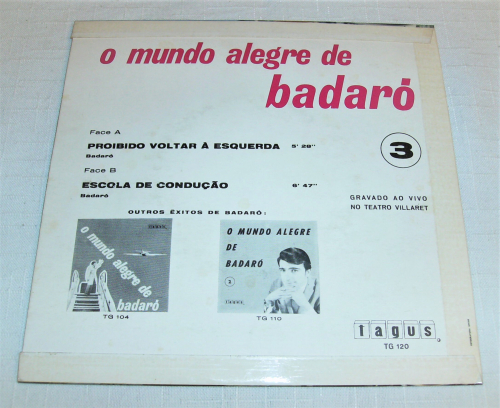 o mundo alegre de
badaró
Face A
PROIBIDO VOLTAR À ESQUERDA 5' 28''
Badaró
3
Face B
ESCOLA DE CONDUÇÃO 6' 47''
Badaró
GRAVADO AO VIVO
NO TEATRO VILLARET
OUTROS ÊXITOS DE BADARÓ:
o mundo
alegre de
badaró
TG 104
O MUNDO ALEGRE
DE
BADARÓ
TG 110
tagus
TG 120